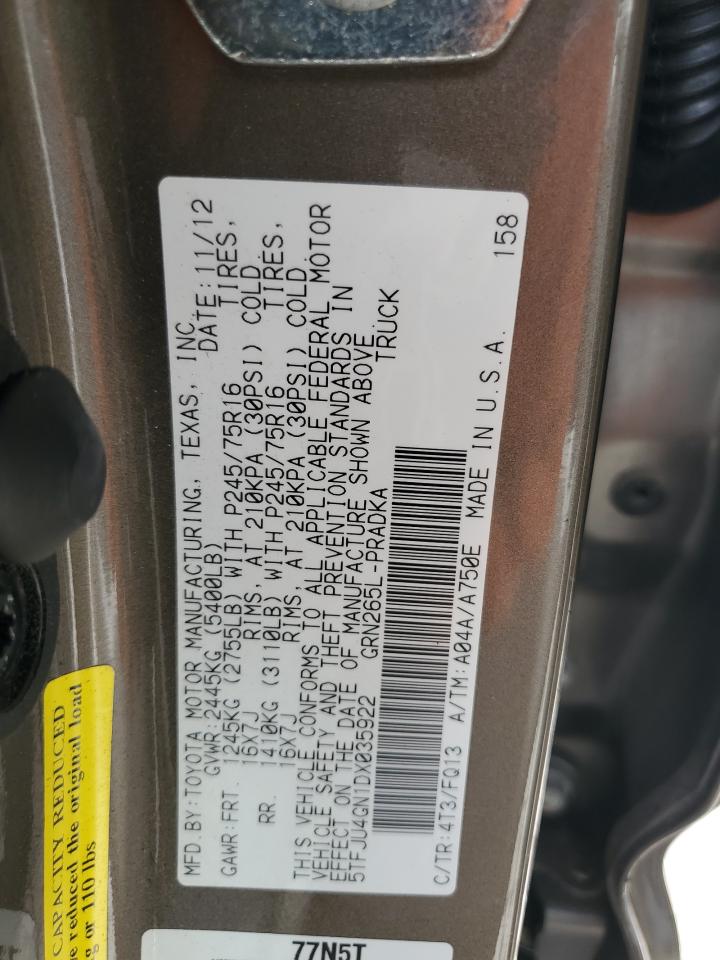 MFD.BY:TOYOTA MOTOR MANUFACTURING, TEXAS, INC.
GVWR:2445KG (5400LB) DATE:11/12
GAWR:FRT. 1245KG (2755LB) WITH P245/75R16 TIRES,
16X7J RIMS, AT 210KPA (30PSI) COLD.
RR. 1410KG (3110LB) WITH P245/75R16 TIRES,
16X7J RIMS, AT 210KPA (30PSI) COLD.
THIS VEHICLE CONFORMS TO ALL APPLICABLE FEDERAL MOTOR
VEHICLE SAFETY AND THEFT PREVENTION STANDARDS IN
EFFECT ON THE DATE OF MANUFACTURE SHOWN ABOVE.
5TFJU4GN1DX035922 GRN265L-PRADKA TRUCK
C/TR:4T3/FQ13 A/TM:A04A/A750E MADE IN U.S.A. 158
CAPACITY REDUCED
reduced the original load
or 110 lbs
77N5T